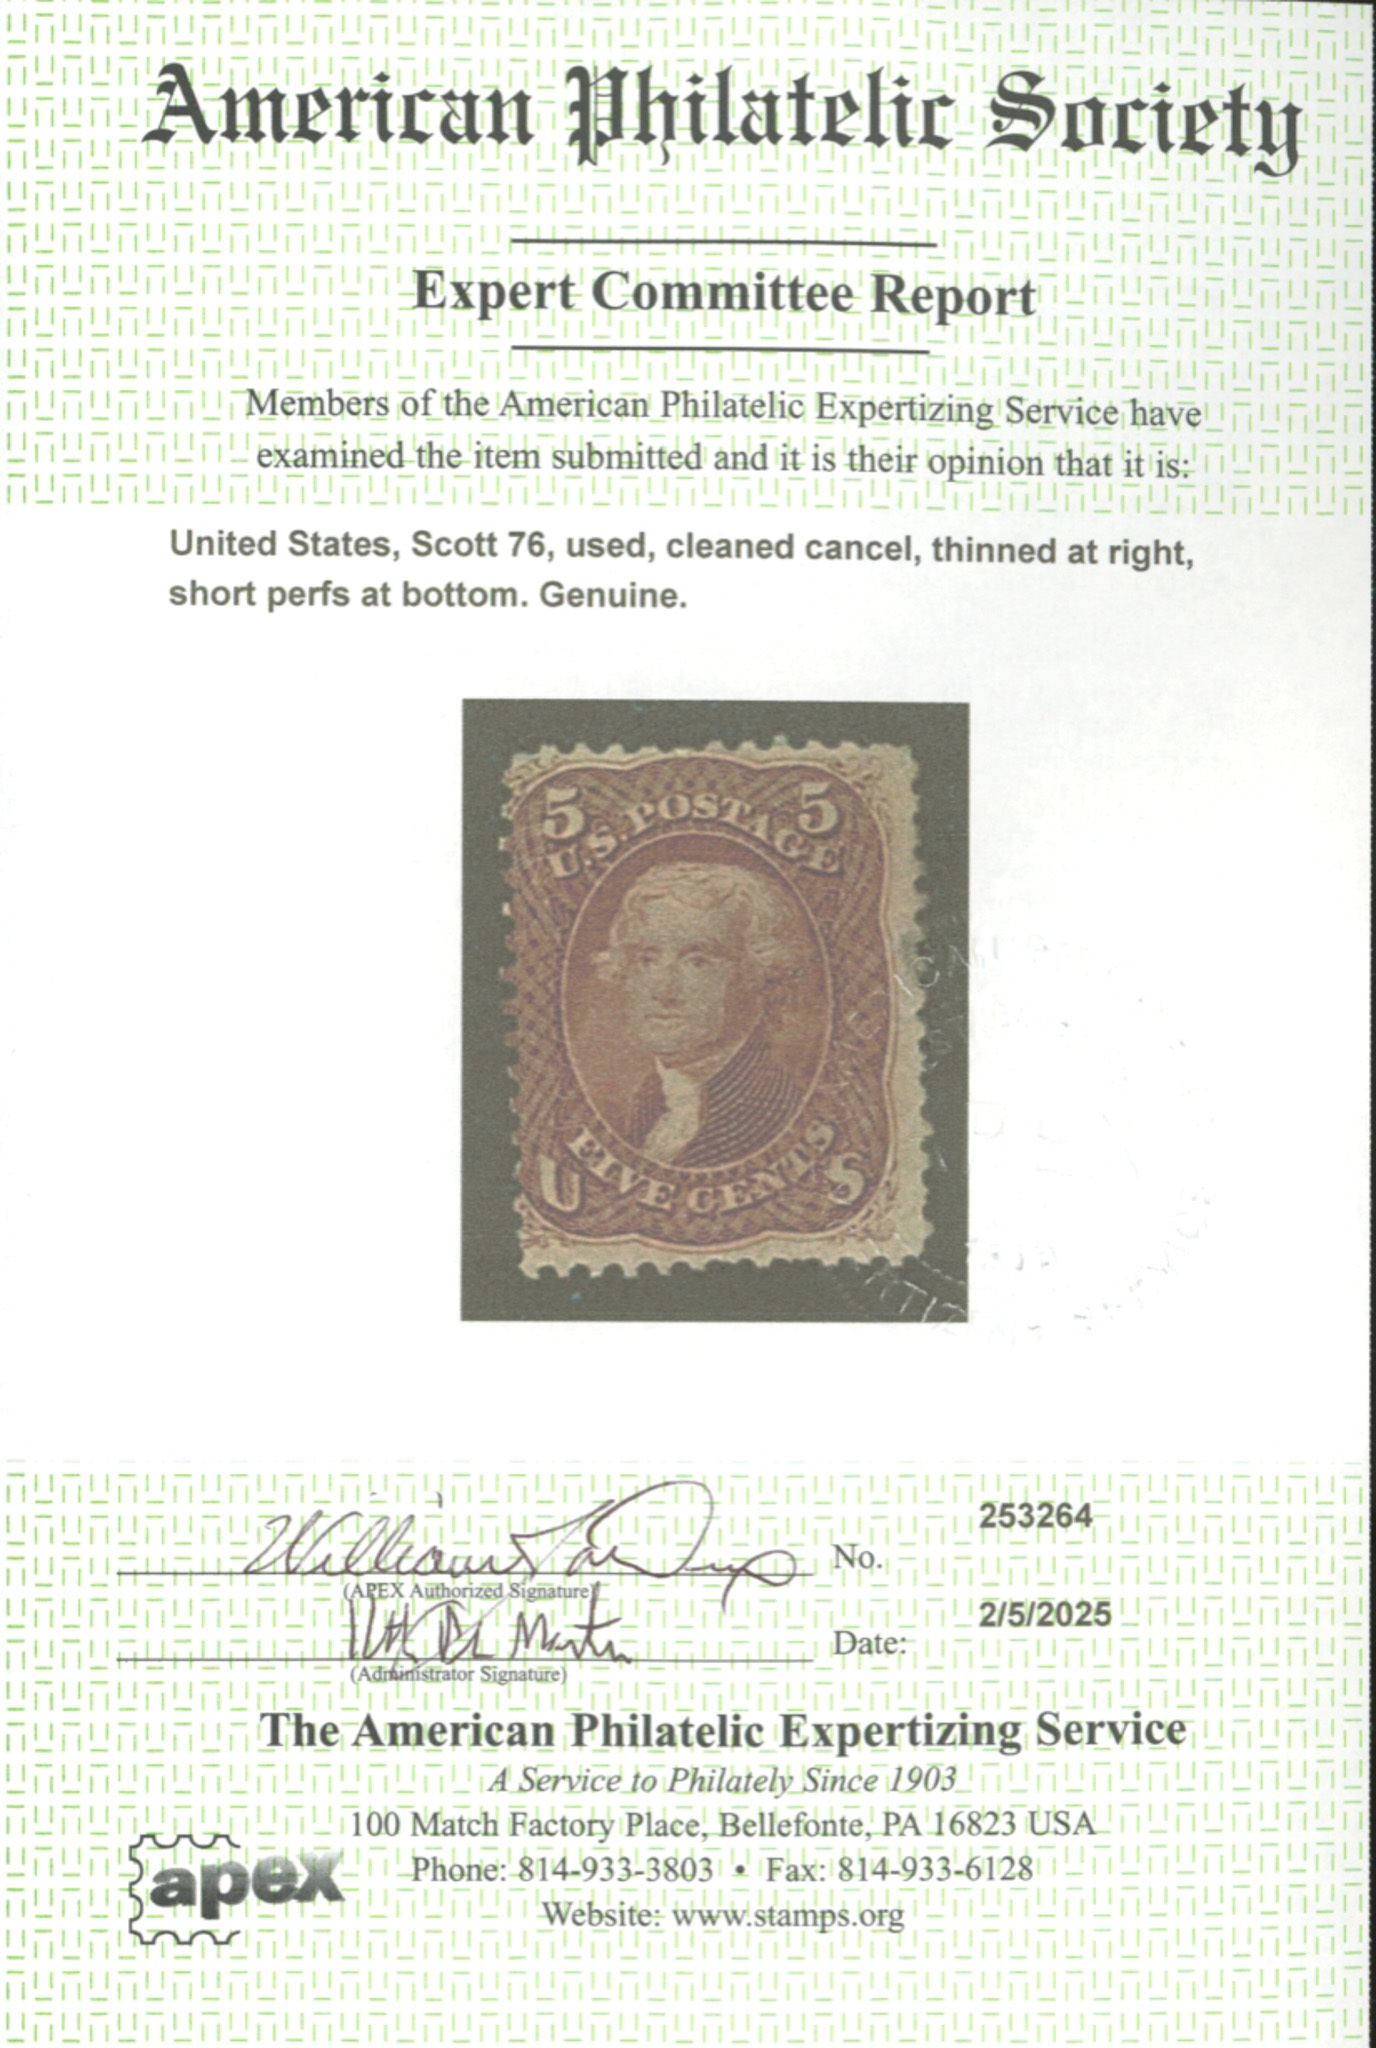 American Philatelic Society
Expert Committee Report
Members of the American Philatelic Expertizing Service have
examined the item submitted and it is their opinion that it is:
United States, Scott 76, used, cleaned cancel, thinned at right,
short perfs at bottom. Genuine.
5 5
U.S. POSTAGE
FIVE CENTS
U S
253264
William
No.
(APEX Authorized Signature)
2/5/2025
Martin
Date:
(Administrator Signature)
The American Philatelic Expertizing Service
A Service to Philately Since 1903
100 Match Factory Place, Bellefonte, PA 16823 USA
Phone: 814-933-3803 • Fax: 814-933-6128
Website: www.stamps.org
apex